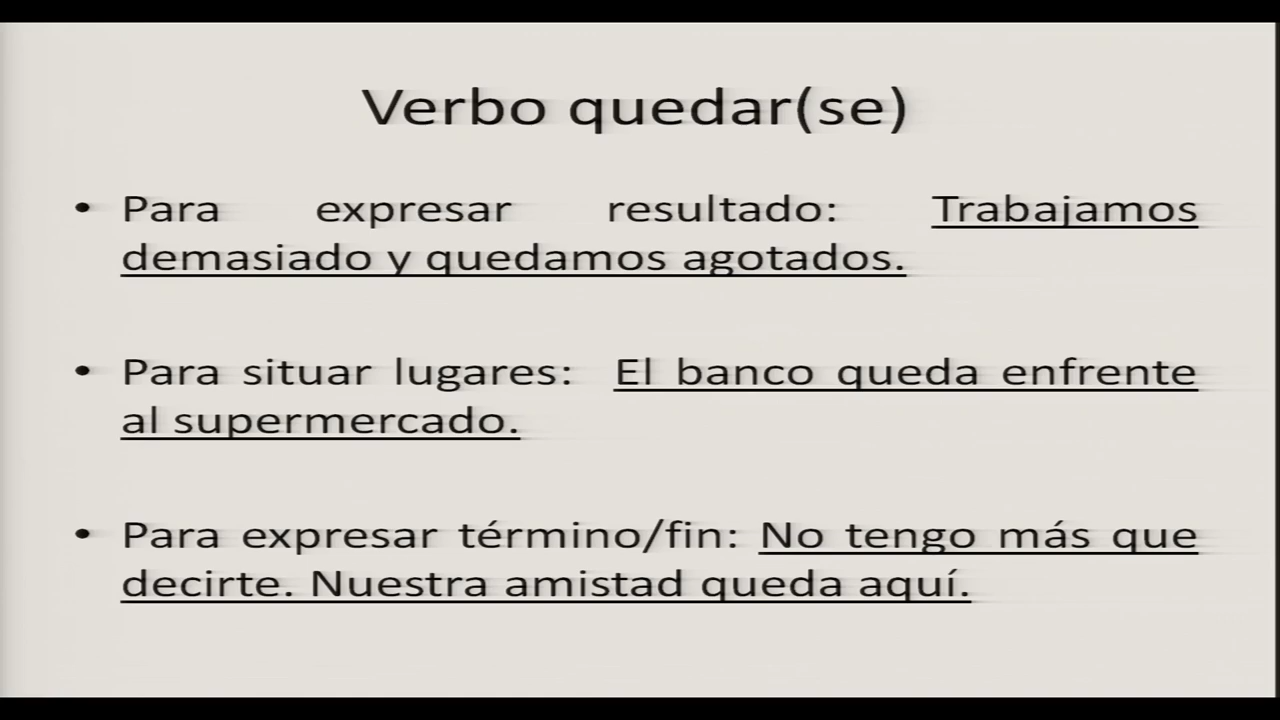 Verbo quedar(se)
• Para expresar resultado: Trabajamos
demasiado y quedamos agotados.
• Para situar lugares: El banco queda enfrente
al supermercado.
• Para expresar término/fin: No tengo más que
decirte. Nuestra amistad queda aquí.